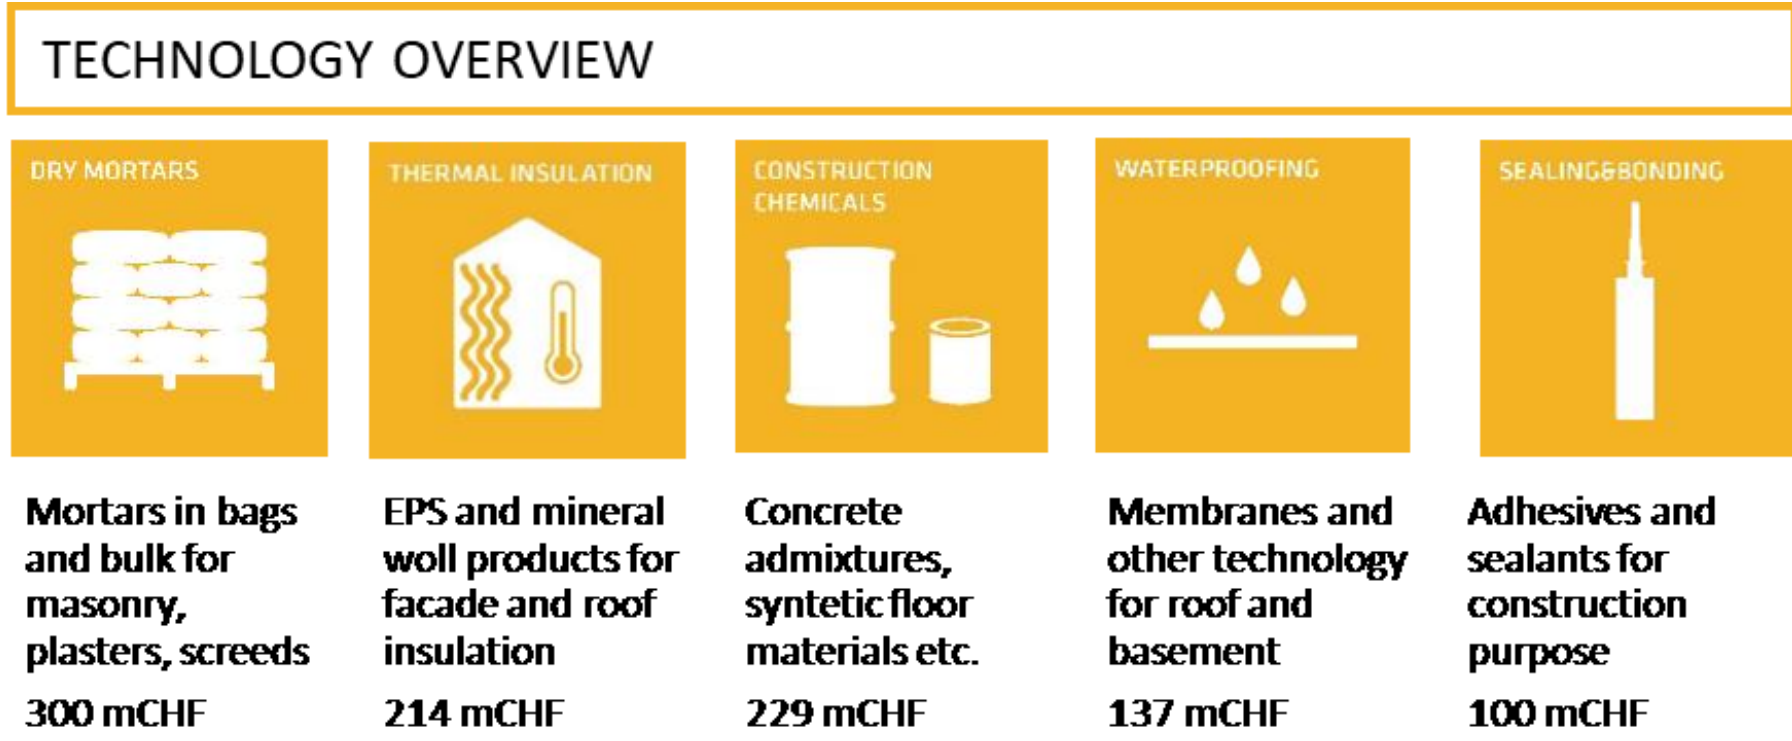 TECHNOLOGY OVERVIEW
DRY MORTARS
Mortars in bags
and bulk for
masonry,
plasters, screeds
300 mCHF
THERMAL INSULATION
EPS and mineral
woll products for
facade and roof
insulation
214 mCHF
CONSTRUCTION
CHEMICALS
Concrete
admixtures,
syntetic floor
materials etc.
229 mCHF
WATERPROOFING
Membranes and
other technology
for roof and
basement
137 mCHF
SEALING&BONDING
Adhesives and
sealants for
construction
purpose
100 mCHF